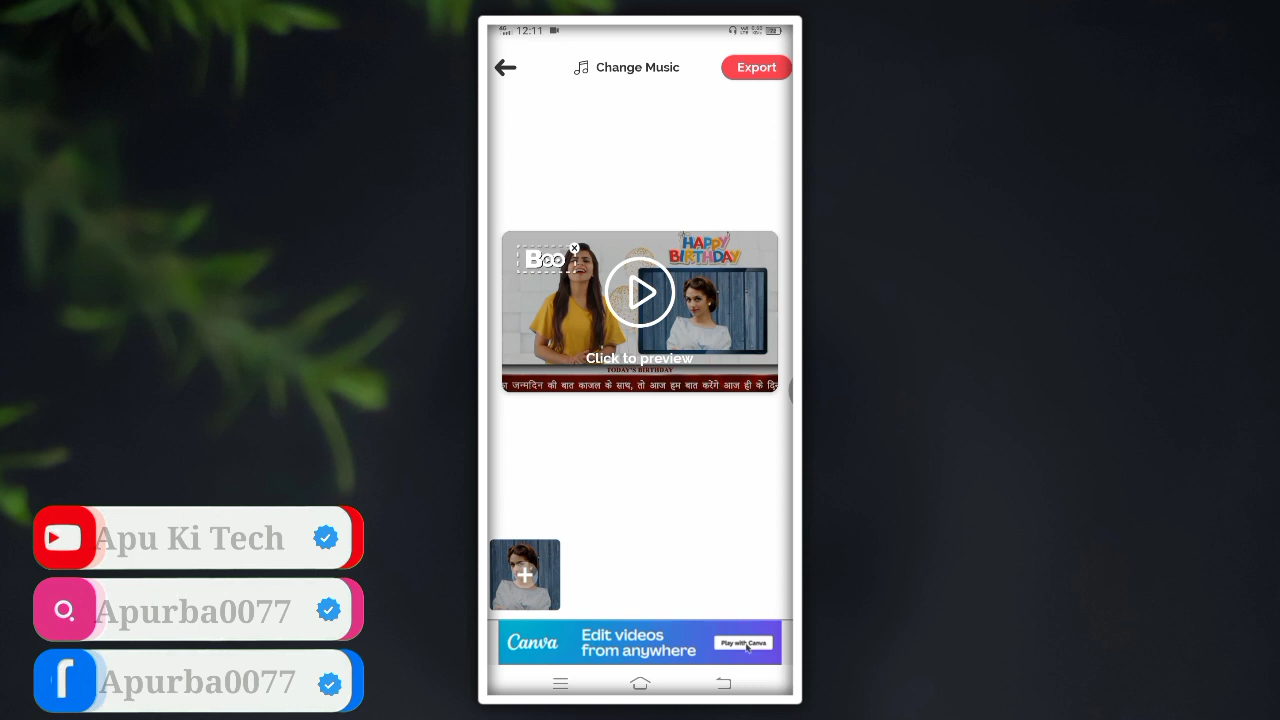 4G 12:11
Change Music
Export
Boo
HAPPY
BIRTHDAY
Click to preview
TODAY'S BIRTHDAY
का जन्मदिन की बात काजल के साथ, तो आज हम बात करेंगे आज ही के दिन
Apu Ki Tech
Apurba0077
Apurba0077
Canva
Edit videos
from anywhere
Play with Canva